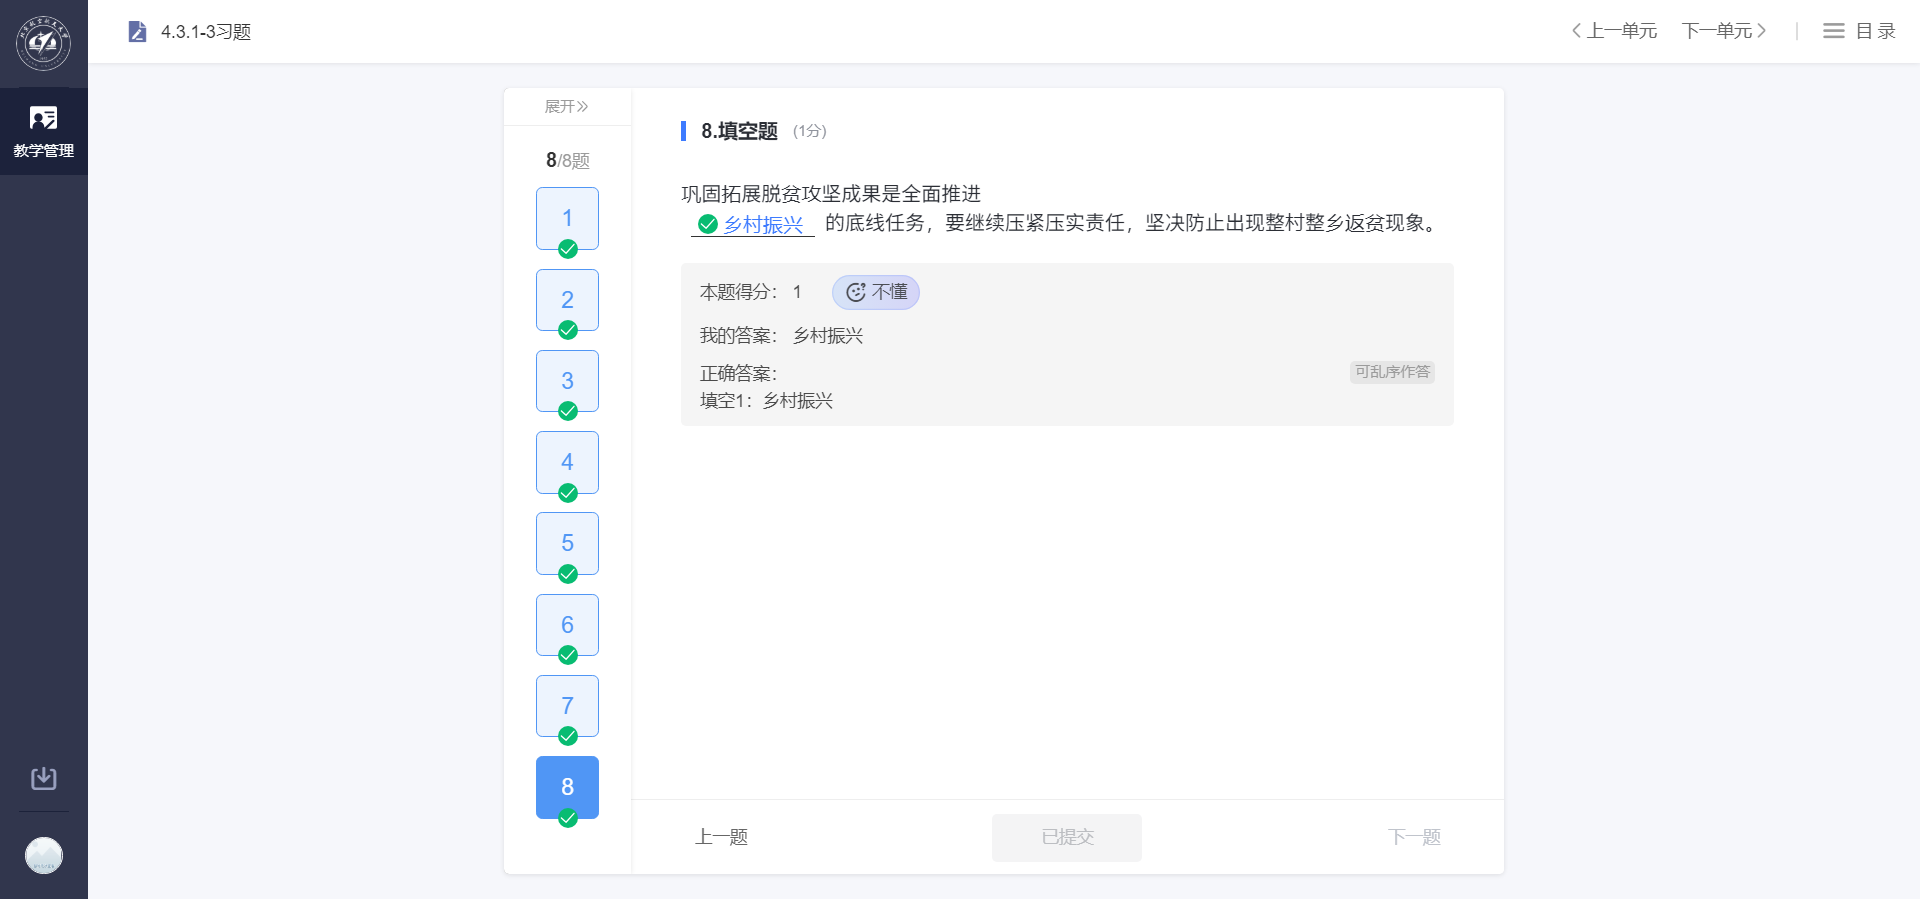 4.3.1-3习题
上一单元 下一单元 目录
教学管理
展开
8/8题
1
2
3
4
5
6
7
8
8.填空题 (1分)
巩固拓展脱贫攻坚成果是全面推进
乡村振兴 的底线任务，要继续压紧压实责任，坚决防止出现整村整乡返贫现象。
本题得分： 1 不懂
我的答案： 乡村振兴
正确答案： 可乱序作答
填空1：乡村振兴
上一题 已提交 下一题